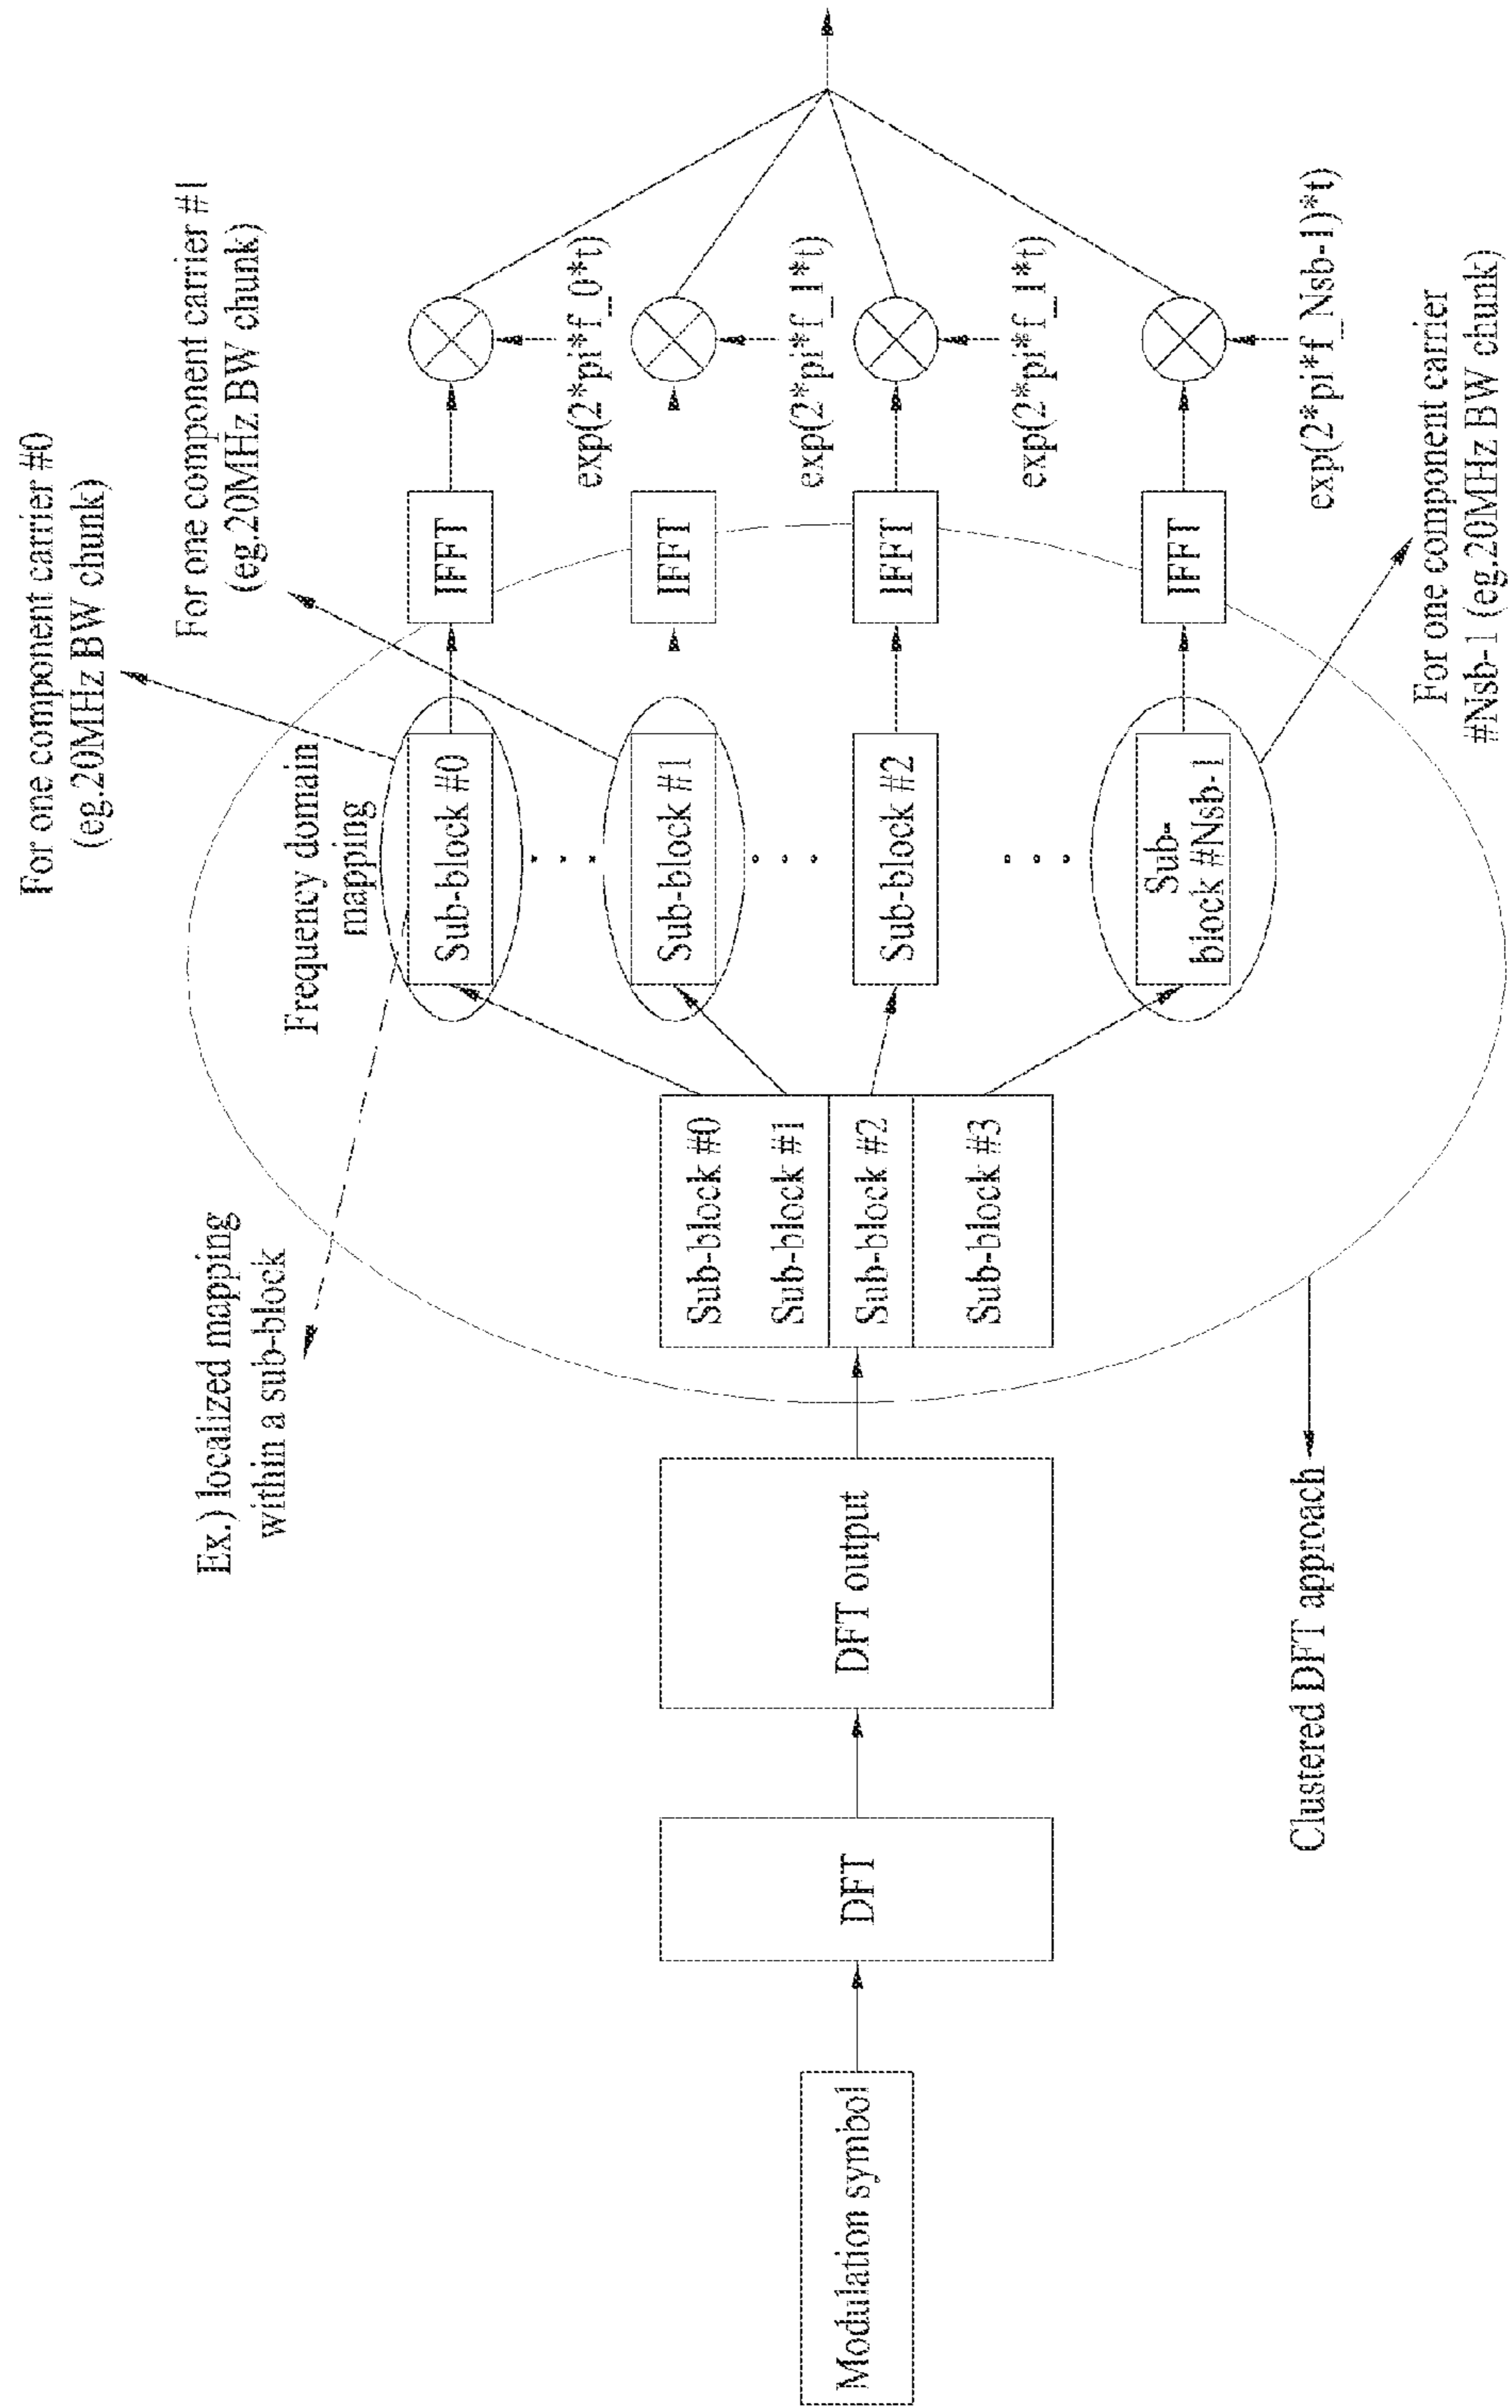 For one component carrier #0
(eg.20MHz BW chunk)
For one component carrier #1
(eg.20MHz BW chunk)
Ex.) localized mapping
within a sub-block
Frequency domain
mapping
Modulation symbol
DFT
DFT output
Sub-block #0
Sub-block #1
Sub-block #2
Sub-block #3
Sub-block #0
IFFT
exp(2*pi*f_0*t)
Sub-block #1
IFFT
exp(2*pi*f_1*t)
Sub-block #2
IFFT
exp(2*pi*f_1*t)
Sub-
block #Nsb-1
IFFT
exp(2*pi*f_Nsb-1)*t)
Clustered DFT approach
For one component carrier
#Nsb-1 (eg.20MHz BW chunk)